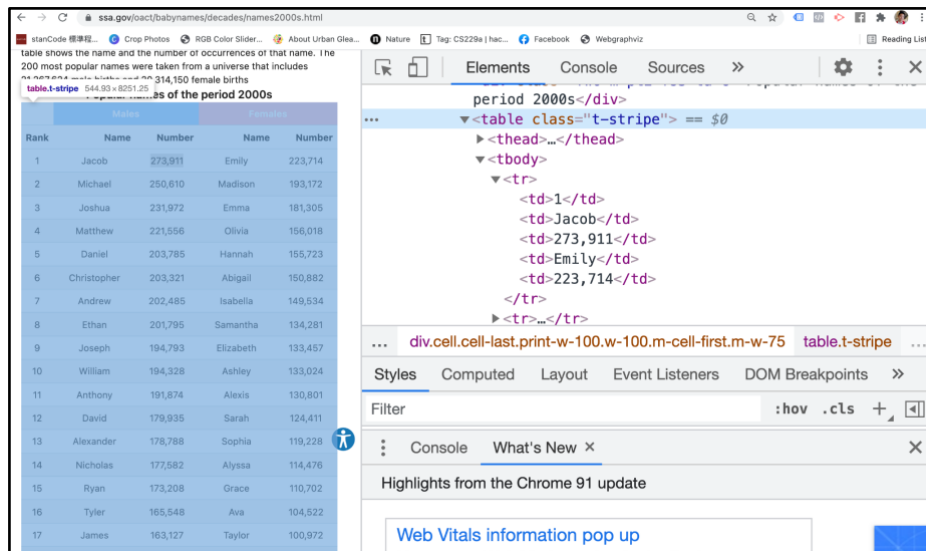 ssa.gov/oact/babynames/decades/names2000s.html
stanCode 標準程... Crop Photos RGB Color Slider... About Urban Glea... Nature Tag: CS229a | hac... Facebook Webgraphviz Reading List
table shows the name and the number of occurrences of that name. The
200 most popular names were taken from a universe that includes
male births and 314,150 female births
table.t-stripe 544.93 x 8251.25
names of the period 2000s
Males Females
Rank Name Number Name Number
1 Jacob 273,911 Emily 223,714
2 Michael 250,610 Madison 193,172
3 Joshua 231,972 Emma 181,305
4 Matthew 221,556 Olivia 156,018
5 Daniel 203,785 Hannah 155,723
6 Christopher 203,321 Abigail 150,882
7 Andrew 202,485 Isabella 149,534
8 Ethan 201,795 Samantha 134,281
9 Joseph 194,793 Elizabeth 133,457
10 William 194,328 Ashley 133,024
11 Anthony 191,874 Alexis 130,801
12 David 179,935 Sarah 124,411
13 Alexander 178,788 Sophia 119,228
14 Nicholas 177,582 Alyssa 114,476
15 Ryan 173,208 Grace 110,702
16 Tyler 165,548 Ava 104,522
17 James 163,127 Taylor 100,972
Elements Console Sources »
period 2000s</div>
... ▼<table class="t-stripe"> == $0
▶<thead>…</thead>
▼<tbody>
▼<tr>
<td>1</td>
<td>Jacob</td>
<td>273,911</td>
<td>Emily</td>
<td>223,714</td>
</tr>
▶<tr>…</tr>
... div.cell.cell-last.print-w-100.w-100.m-cell-first.m-w-75 table.t-stripe ...
Styles Computed Layout Event Listeners DOM Breakpoints »
Filter :hov .cls +
Console What's New ×
Highlights from the Chrome 91 update
Web Vitals information pop up